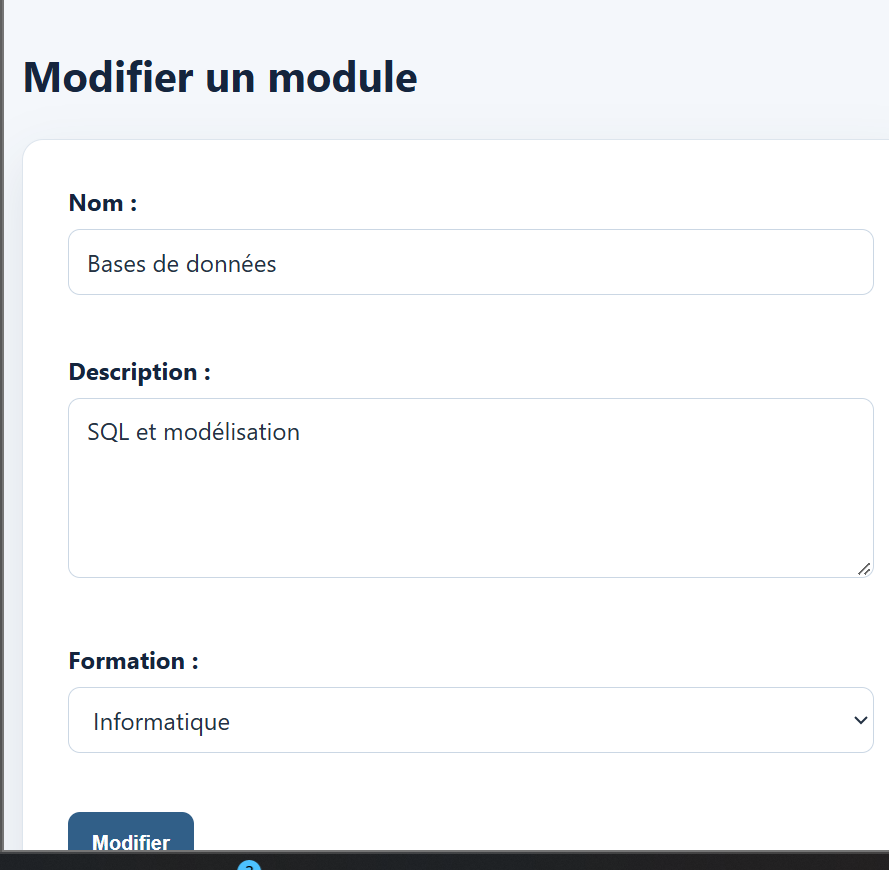 Modifier un module
Nom :
Bases de données
Description :
SQL et modélisation
Formation :
Informatique
Modifier